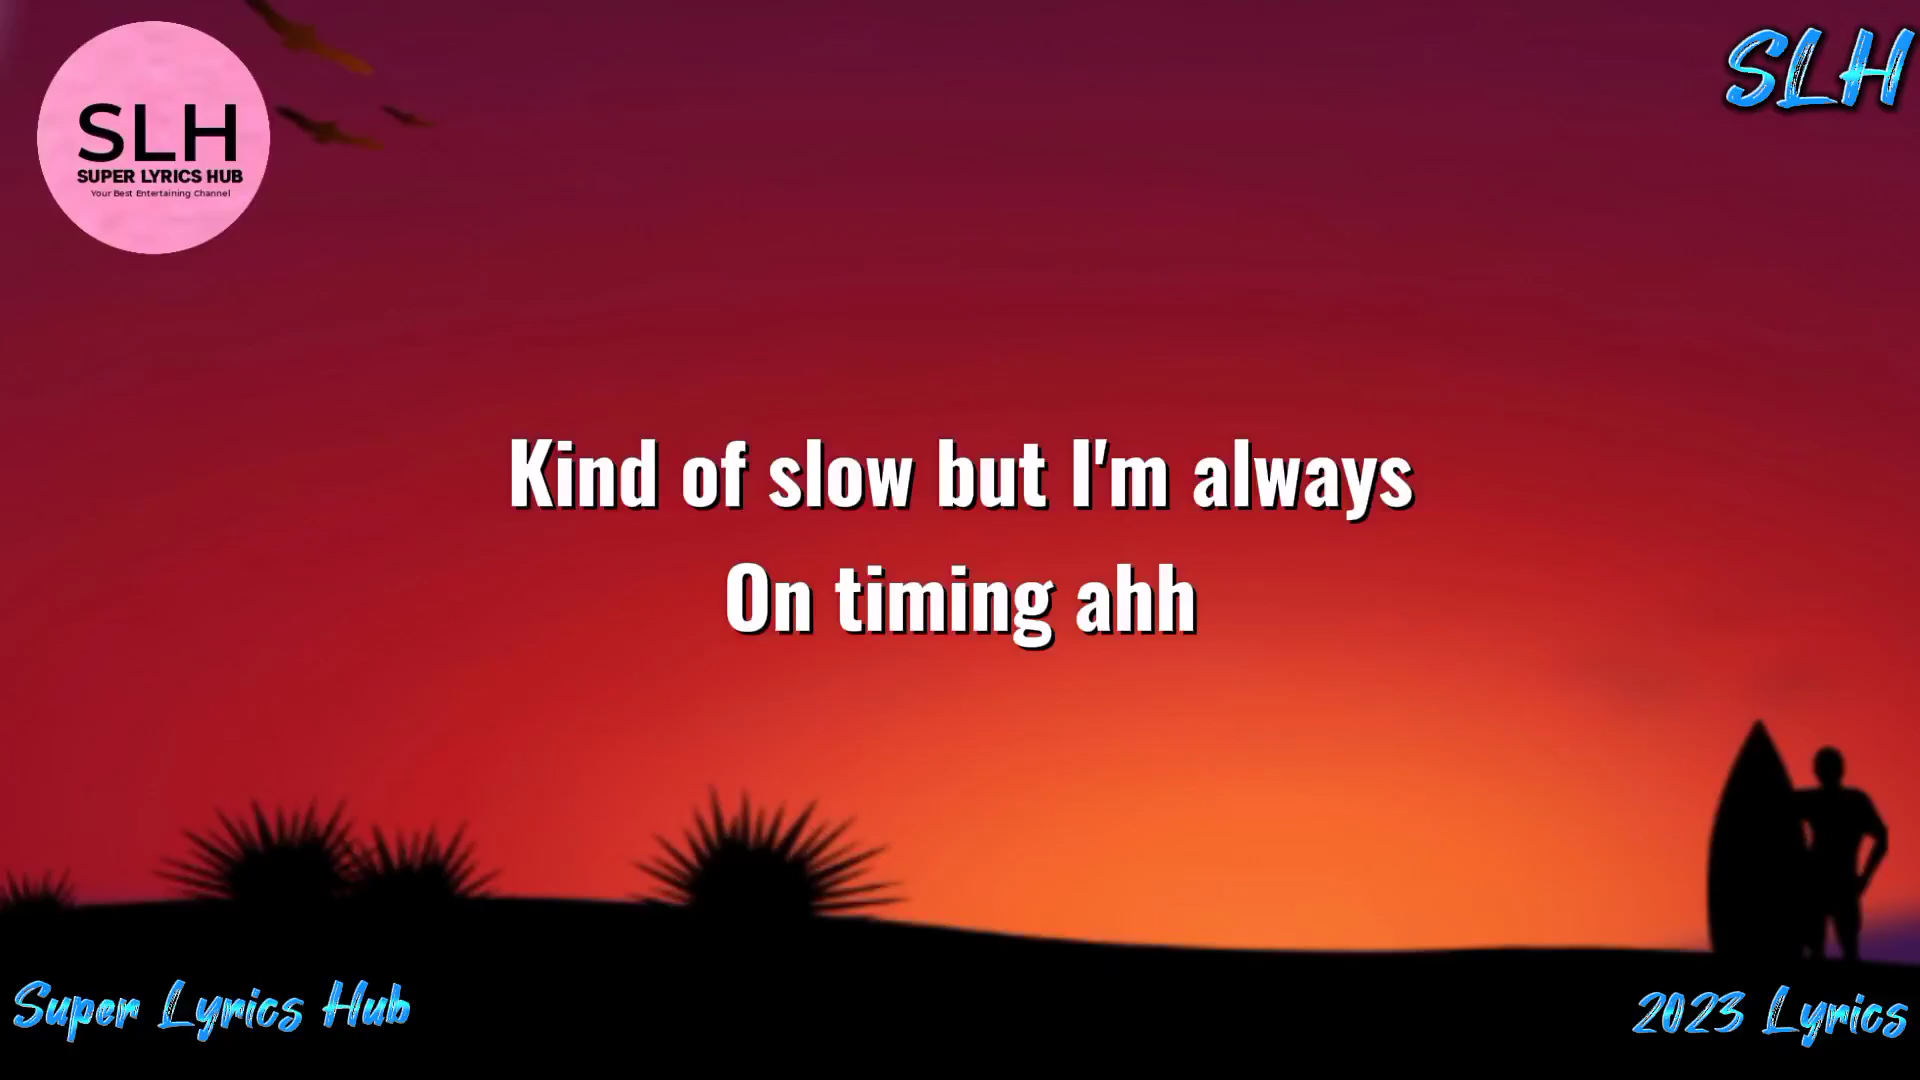 SLH
SUPER LYRICS HUB
Your Best Entertaining Channel
SLH
Kind of slow but I'm always
On timing ahh
Super Lyrics Hub
2023 Lyrics